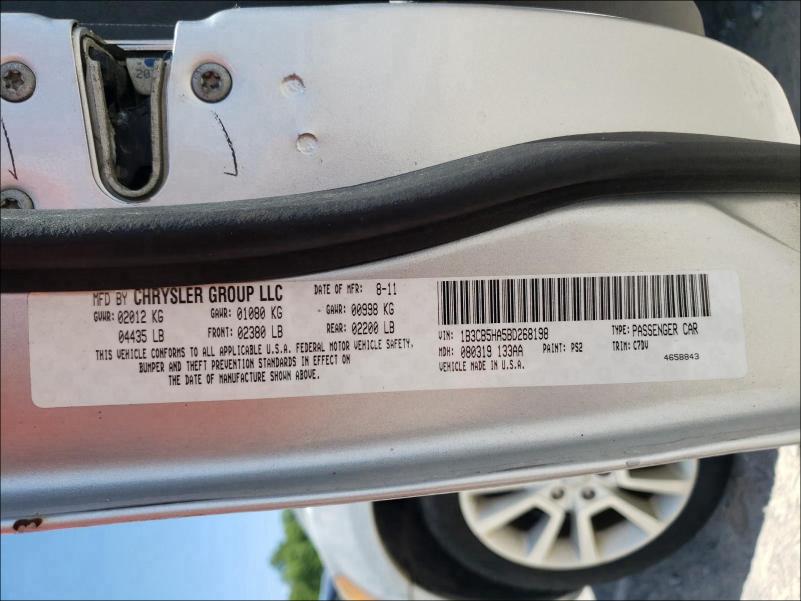 MFD BY CHRYSLER GROUP LLC DATE OF MFR: 8-11
GVWR: 02012 KG GAWR: 01080 KG GAWR: 00998 KG
04435 LB FRONT: 02380 LB REAR: 02200 LB
THIS VEHICLE CONFORMS TO ALL APPLICABLE U.S.A. FEDERAL MOTOR VEHICLE SAFETY,
BUMPER AND THEFT PREVENTION STANDARDS IN EFFECT ON
THE DATE OF MANUFACTURE SHOWN ABOVE.
VIN: 1B3CB5HA5BD268198 TYPE: PASSENGER CAR
MDH: 080319 133AA PAINT: PS2 TRIM: C7DV
VEHICLE MADE IN U.S.A. 4658843